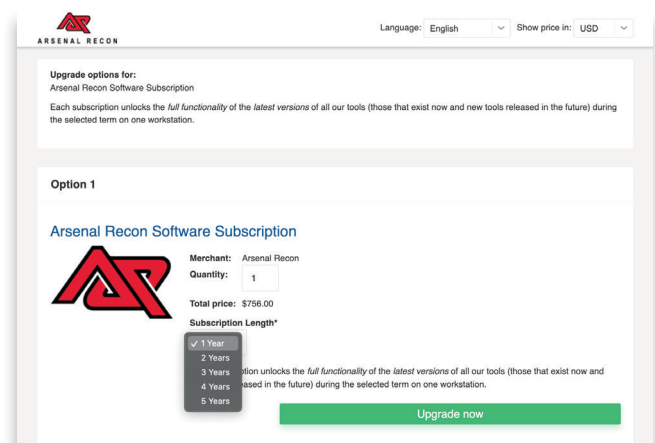 ARSENAL RECON
Language: English Show price in: USD
Upgrade options for:
Arsenal Recon Software Subscription
Each subscription unlocks the full functionality of the latest versions of all our tools (those that exist now and new tools released in the future) during
the selected term on one workstation.
Option 1
Arsenal Recon Software Subscription
Merchant: Arsenal Recon
Quantity: 1
Total price: $756.00
Subscription Length*
✓ 1 Year
2 Years
3 Years
4 Years
5 Years
unlocks the full functionality of the latest versions of all our tools (those that exist now and
in the future) during the selected term on one workstation.
Upgrade now